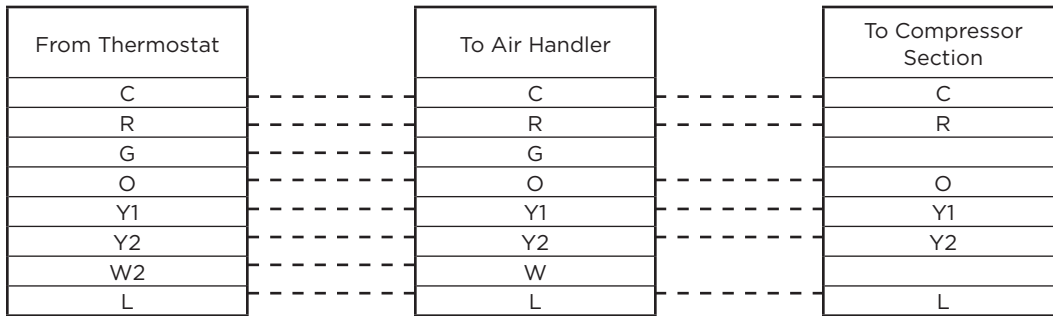 From Thermostat
To Air Handler
To Compressor
Section
C C C
R R R
G G
O O O
Y1 Y1 Y1
Y2 Y2 Y2
W2 W
L L L